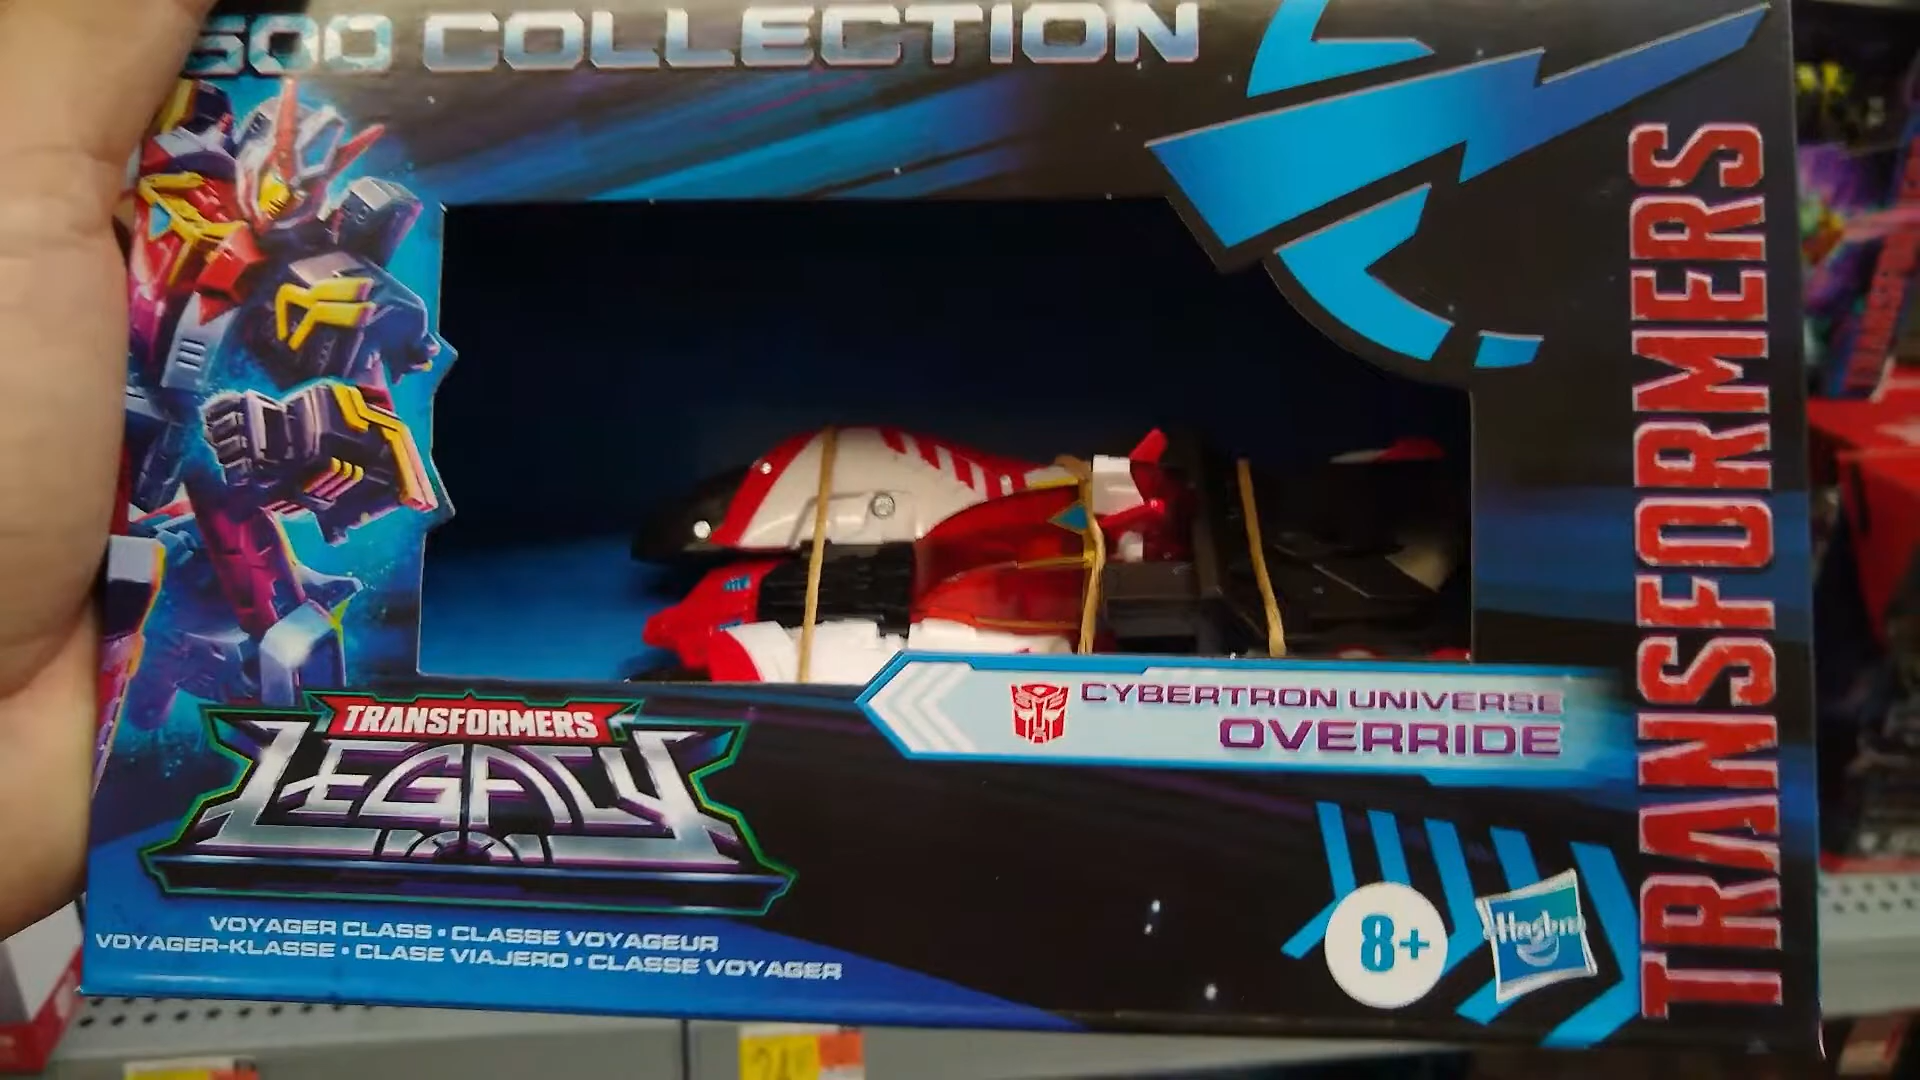 500 COLLECTION
TRANSFORMERS
CYBERTRON UNIVERSE
OVERRIDE
TRANSFORMERS
LEGACY
VOYAGER CLASS • CLASSE VOYAGEUR
VOYAGER-KLASSE • CLASE VIAJERO • CLASSE VOYAGER
8+
Hasbro